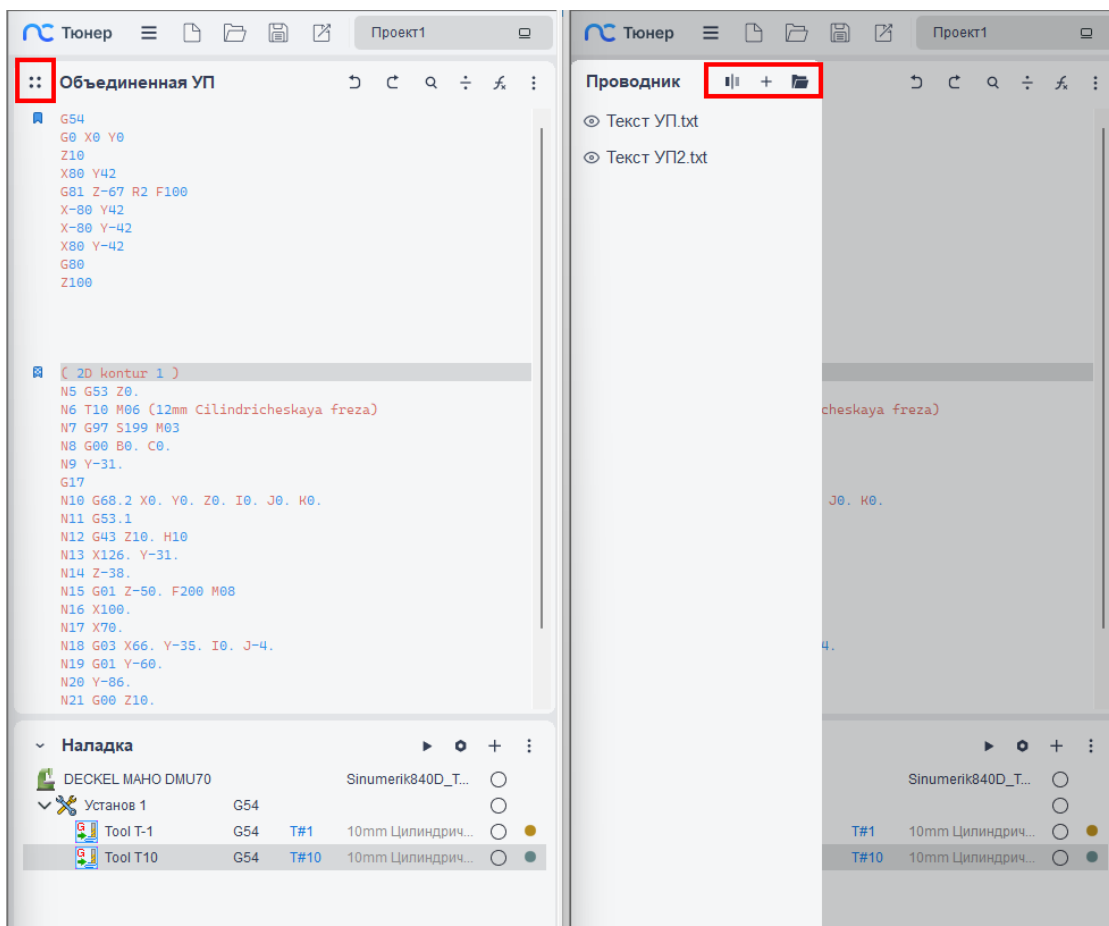 Тюнер
Проект1
Объединенная УП
G54
G0 X0 Y0
Z10
X80 Y42
G81 Z-67 R2 F100
X-80 Y42
X-80 Y-42
X80 Y-42
G80
Z100
( 2D kontur 1 )
N5 G53 Z0.
N6 T10 M06 (12mm Cilindricheskaya freza)
N7 G97 S199 M03
N8 G00 B0. C0.
N9 Y-31.
G17
N10 G68.2 X0. Y0. Z0. I0. J0. K0.
N11 G53.1
N12 G43 Z10. H10
N13 X126. Y-31.
N14 Z-38.
N15 G01 Z-50. F200 M08
N16 X100.
N17 X70.
N18 G03 X66. Y-35. I0. J-4.
N19 G01 Y-60.
N20 Y-86.
N21 G00 Z10.
Наладка
DECKEL MAHO DMU70 Sinumerik840D_T...
Установ 1 G54
Tool T-1 G54 T#1 10mm Цилиндрич...
Tool T10 G54 T#10 10mm Цилиндрич...
Тюнер
Проект1
Проводник
Текст УП.txt
Текст УП2.txt
cheskaya freza)
J0. K0.
4.
Sinumerik840D_T...
T#1 10mm Цилиндрич...
T#10 10mm Цилиндрич...